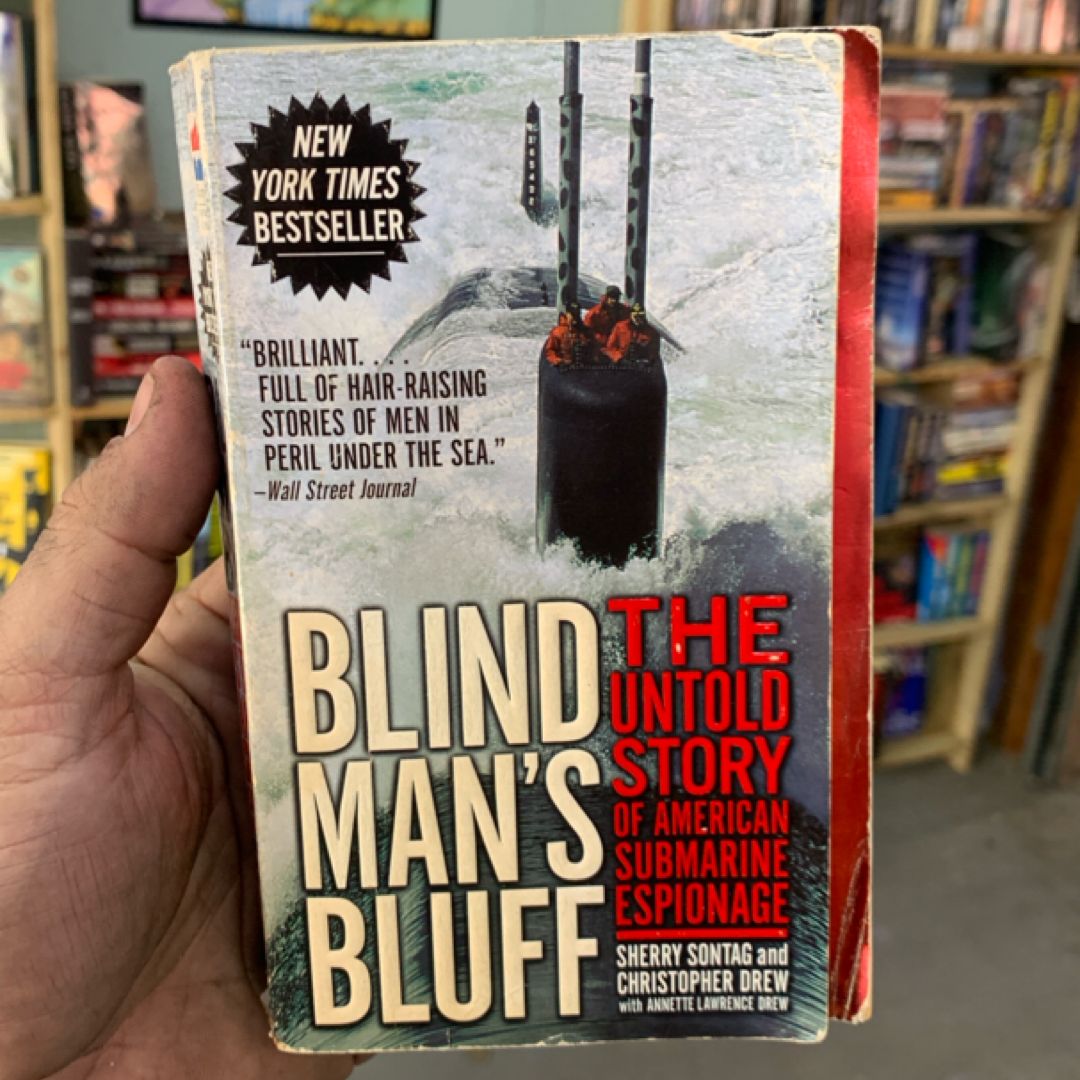 NEW
YORK TIMES
BESTSELLER
“BRILLIANT. . . .
FULL OF HAIR-RAISING
STORIES OF MEN IN
PERIL UNDER THE SEA.”
–Wall Street Journal
BLIND
MAN’S
BLUFF
THE
UNTOLD
STORY
OF AMERICAN
SUBMARINE
ESPIONAGE
SHERRY SONTAG and
CHRISTOPHER DREW
with ANNETTE LAWRENCE DREW